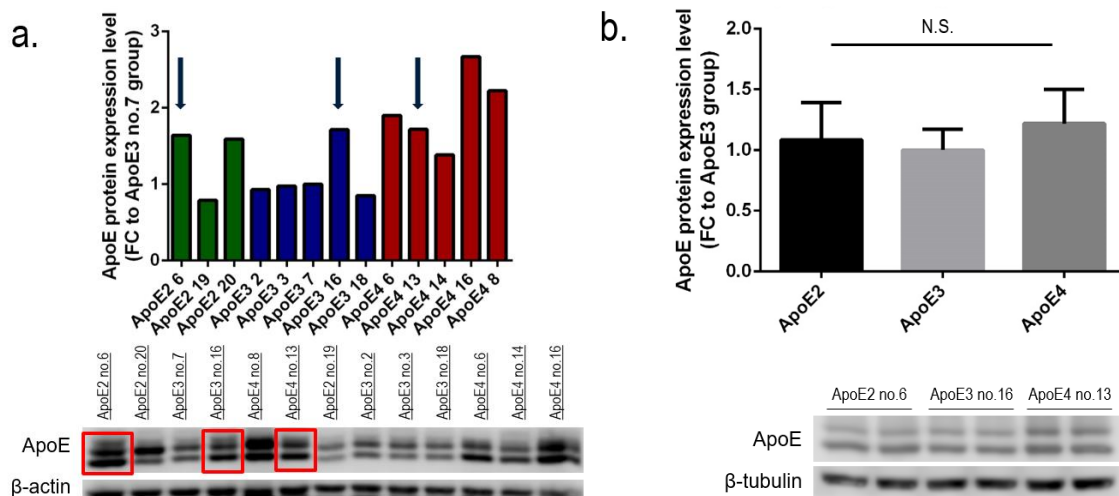 a.
ApoE protein expression level
(FC to ApoE3 no.7 group)
3
2
1
0
ApoE2 6
ApoE2 19
ApoE2 20
ApoE3 2
ApoE3 3
ApoE3 7
ApoE3 16
ApoE3 18
ApoE4 6
ApoE4 13
ApoE4 14
ApoE4 16
ApoE4 8
ApoE2 no.6
ApoE2 no.20
ApoE3 no.7
ApoE3 no.16
ApoE4 no.8
ApoE4 no.13
ApoE2 no.19
ApoE3 no.2
ApoE3 no.3
ApoE3 no.18
ApoE4 no.6
ApoE4 no.14
ApoE4 no.16
ApoE
β-actin
b.
ApoE protein expression level
(FC to ApoE3 group)
2.0
1.5
1.0
0.5
0.0
N.S.
ApoE2
ApoE3
ApoE4
ApoE2 no.6 ApoE3 no.16 ApoE4 no.13
ApoE
β-tubulin